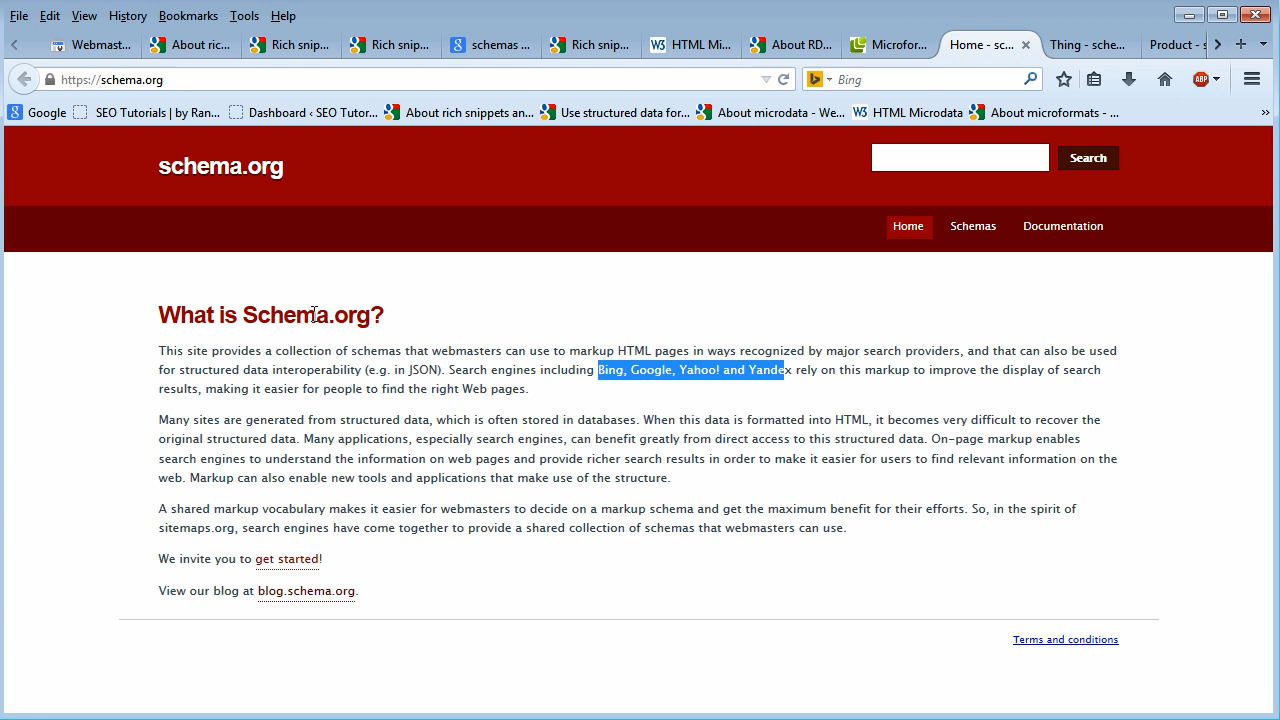 File Edit View History Bookmarks Tools Help
Webmast... About ric... Rich snip... Rich snip... schemas ... Rich snip... HTML Mi... About RD... Microfor... Home - sc... Thing - sche... Product - s
https://schema.org Bing ABP
Google SEO Tutorials | by Ran... Dashboard ‹ SEO Tutor... About rich snippets an... Use structured data for... About microdata - We... HTML Microdata About microformats - ...
schema.org
Search
Home Schemas Documentation
What is Schema.org?
This site provides a collection of schemas that webmasters can use to markup HTML pages in ways recognized by major search providers, and that can also be used
for structured data interoperability (e.g. in JSON). Search engines including Bing, Google, Yahoo! and Yandex rely on this markup to improve the display of search
results, making it easier for people to find the right Web pages.
Many sites are generated from structured data, which is often stored in databases. When this data is formatted into HTML, it becomes very difficult to recover the
original structured data. Many applications, especially search engines, can benefit greatly from direct access to this structured data. On-page markup enables
search engines to understand the information on web pages and provide richer search results in order to make it easier for users to find relevant information on the
web. Markup can also enable new tools and applications that make use of the structure.
A shared markup vocabulary makes it easier for webmasters to decide on a markup schema and get the maximum benefit for their efforts. So, in the spirit of
sitemaps.org, search engines have come together to provide a shared collection of schemas that webmasters can use.
We invite you to get started!
View our blog at blog.schema.org.
Terms and conditions